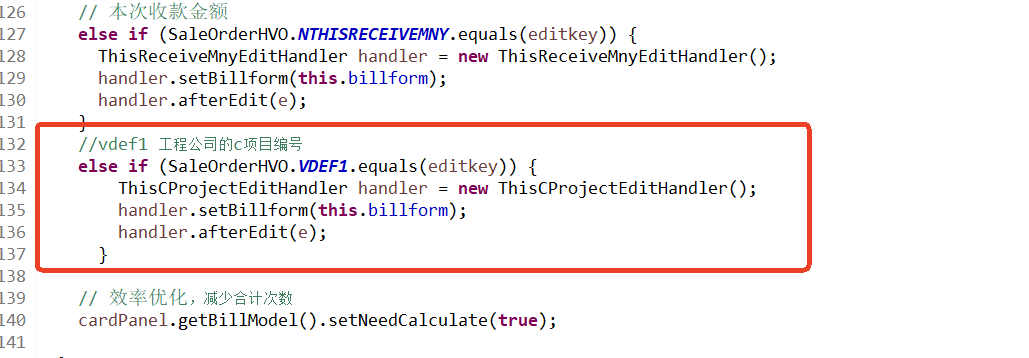 126 // 本次收款金额
127 else if (SaleOrderHVO.NTHISRECEIVEMNY.equals(editkey)) {
128 ThisReceiveMnyEditHandler handler = new ThisReceiveMnyEditHandler();
129 handler.setBillform(this.billform);
130 handler.afterEdit(e);
131 }
132 //vdef1 工程公司的c项目编号
133 else if (SaleOrderHVO.VDEF1.equals(editkey)) {
134 ThisCProjectEditHandler handler = new ThisCProjectEditHandler();
135 handler.setBillform(this.billform);
136 handler.afterEdit(e);
137 }
138
139 // 效率优化，减少合计次数
140 cardPanel.getBillModel().setNeedCalculate(true);
141